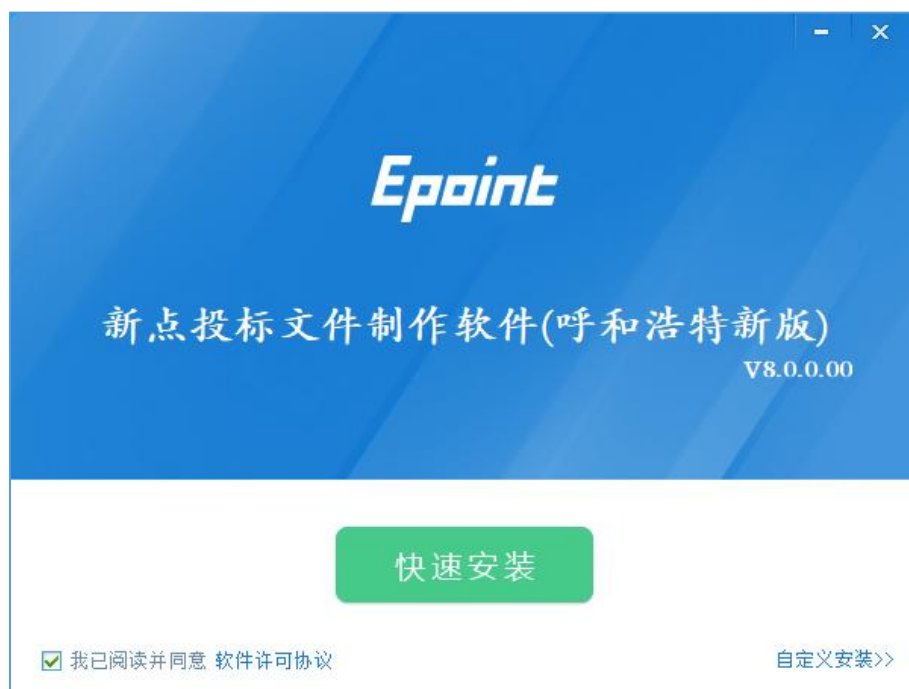 Epoint
新点投标文件制作软件(呼和浩特新版)
V8.0.0.00
快速安装
我已阅读并同意 软件许可协议
自定义安装>>